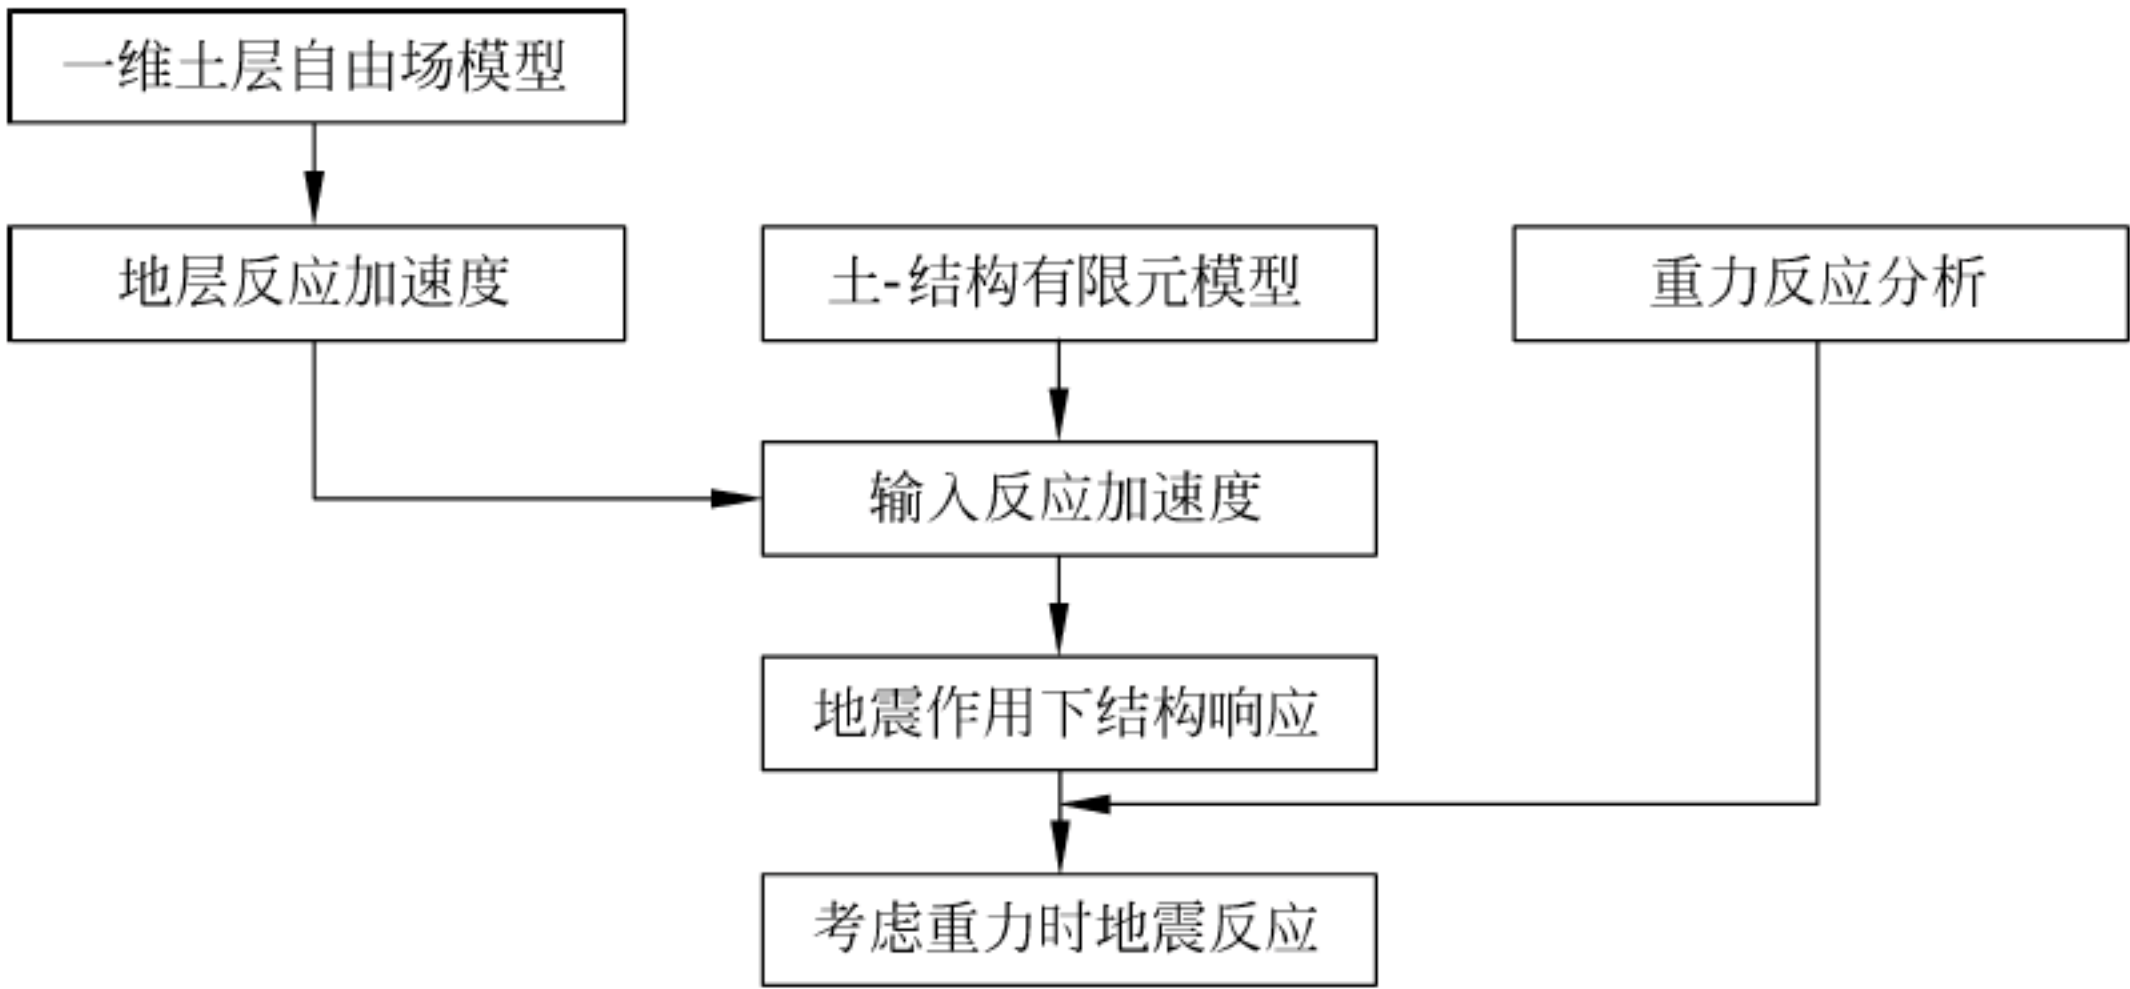 一维土层自由场模型
地层反应加速度
土-结构有限元模型
重力反应分析
输入反应加速度
地震作用下结构响应
考虑重力时地震反应